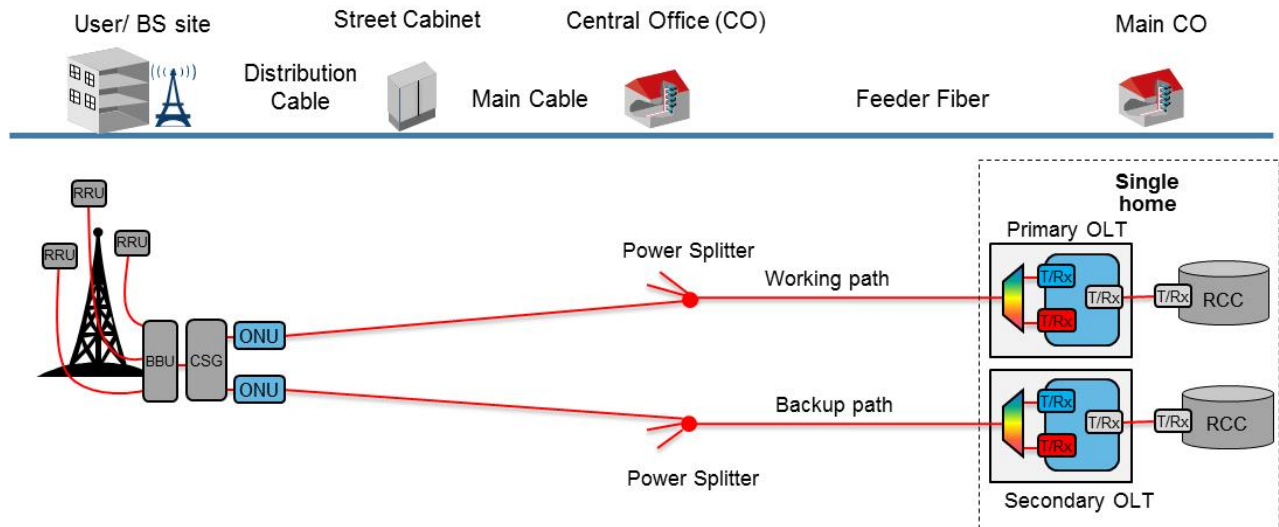 User/ BS site
Street Cabinet
Central Office (CO)
Main CO
Distribution
Cable
Main Cable
Feeder Fiber
Single
home
RRU
RRU
RRU
Primary OLT
Power Splitter
Working path
T/Rx
T/Rx
T/Rx
T/Rx
RCC
BBU
CSG
ONU
ONU
Backup path
T/Rx
T/Rx
T/Rx
T/Rx
RCC
Power Splitter
Secondary OLT